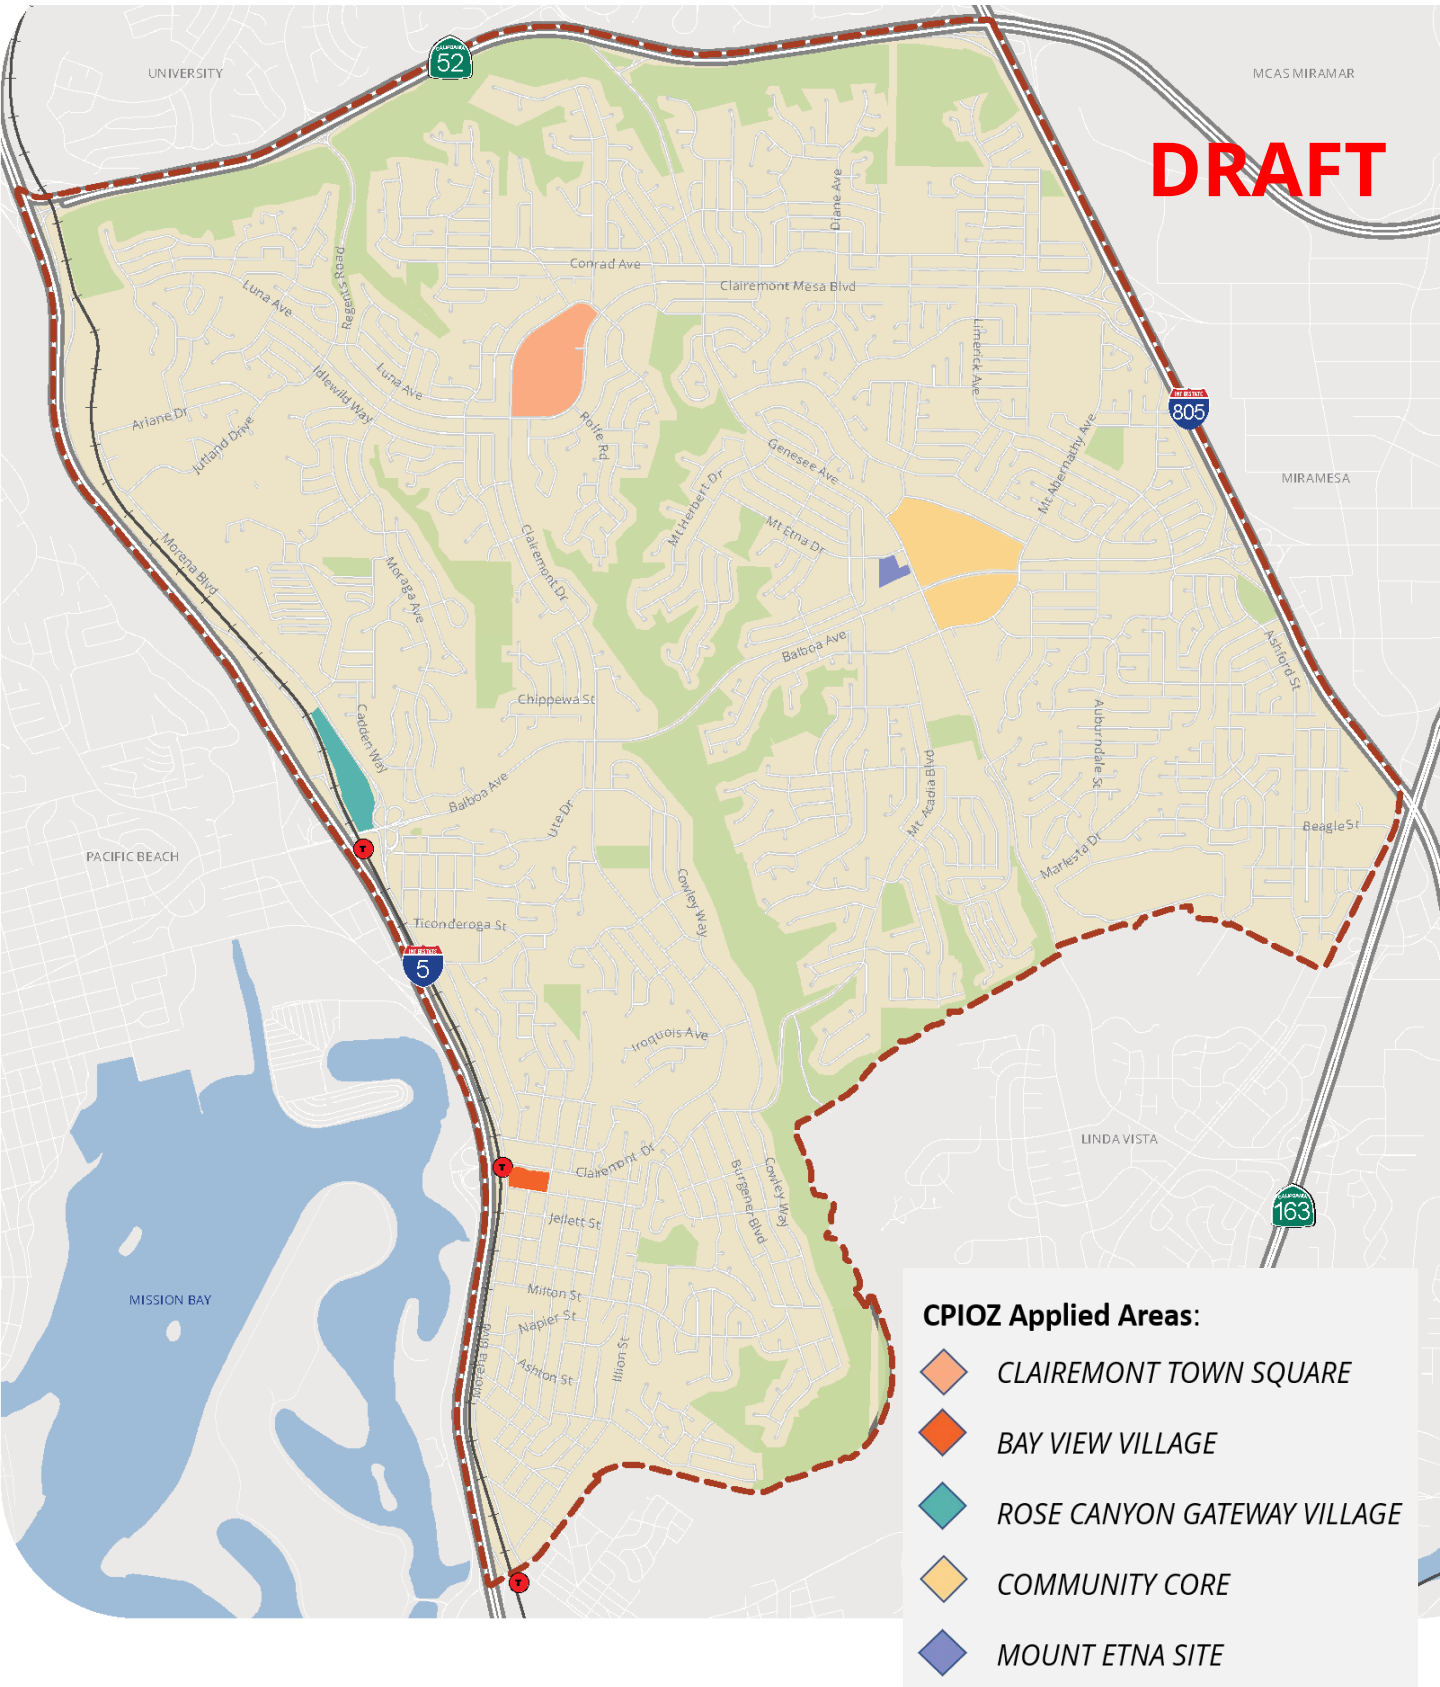 CALIFORNIA
52
UNIVERSITY
MCAS MIRAMAR
DRAFT
Diane Ave
Conrad Ave
Clairemont Mesa Blvd
Regents Road
Luna Ave
Limerick Ave
Idlewild Way
Luna Ave
INTERSTATE
805
Ariane Dr
Jutland Drive
Rolfe Rd
Genesee Ave
Mt Abernathy Ave
MIRAMESA
Mt Herbert Dr
Mt Etna Dr
Clairemont Dr
Morena Blvd
Moraga Ave
Balboa Ave
Ashford St
Chippewa St
Cadden Way
Auburndale St
Mt Acadia Blvd
Balboa Ave
Ute Dr
Beagle St
T
Marlesta Dr
PACIFIC BEACH
Cowley Way
Ticonderoga St
INTERSTATE
5
Iroquois Ave
LINDA VISTA
T
Clairemont Dr
Burgener Blvd
Cowley Way
CALIFORNIA
163
Jellett St
MISSION BAY
Milton St
Napier St
Morena Blvd
Illion St
Ashton St
T
CPIOZ Applied Areas:
CLAIREMONT TOWN SQUARE
BAY VIEW VILLAGE
ROSE CANYON GATEWAY VILLAGE
COMMUNITY CORE
MOUNT ETNA SITE